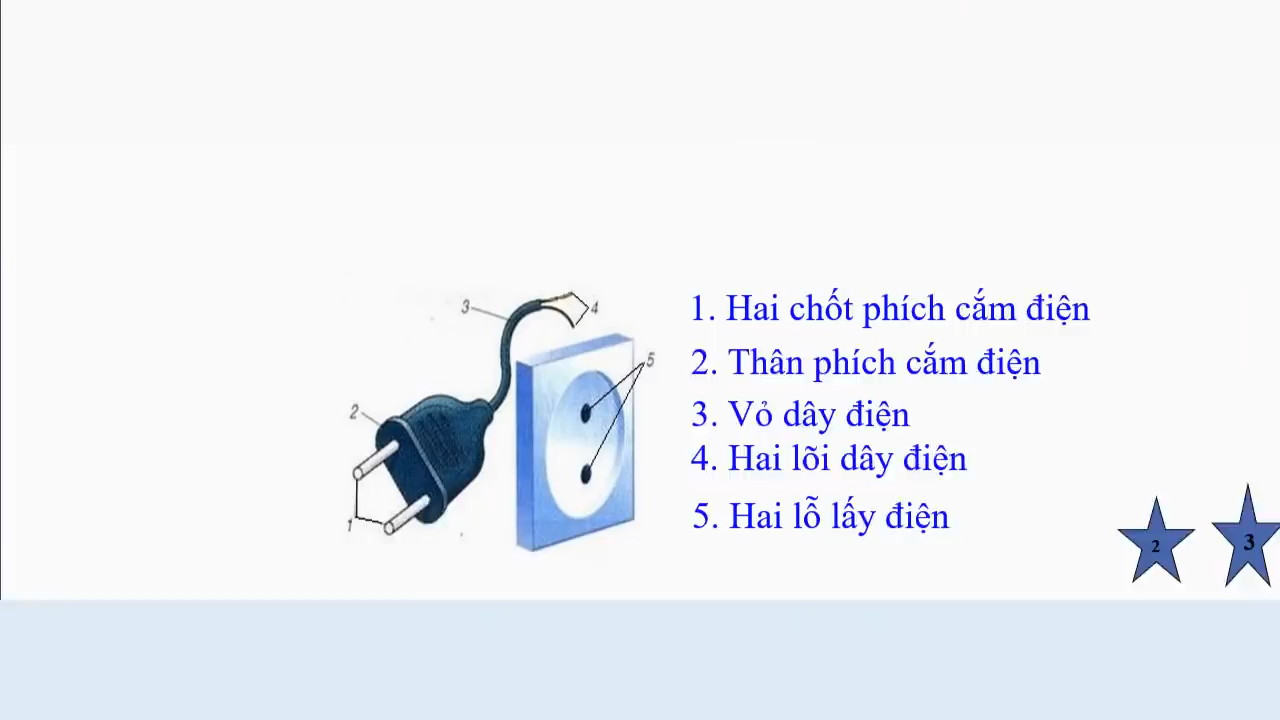 3
4
5
2
1
1. Hai chốt phích cắm điện
2. Thân phích cắm điện
3. Vỏ dây điện
4. Hai lõi dây điện
5. Hai lỗ lấy điện
2
3